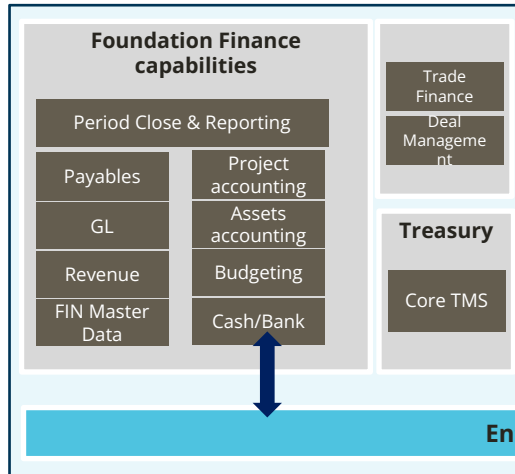 Foundation Finance
capabilities
Period Close & Reporting
Payables
Project
accounting
GL
Assets
accounting
Revenue
Budgeting
FIN Master
Data
Cash/Bank
Trade
Finance
Deal
Manageme
nt
Treasury
Core TMS
En